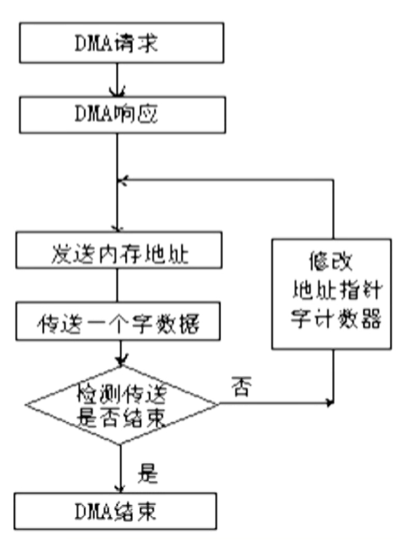 DMA请求
DMA响应
发送内存地址
修改
地址指针
字计数器
传送一个字数据
检测传送
是否结束
否
是
DMA结束